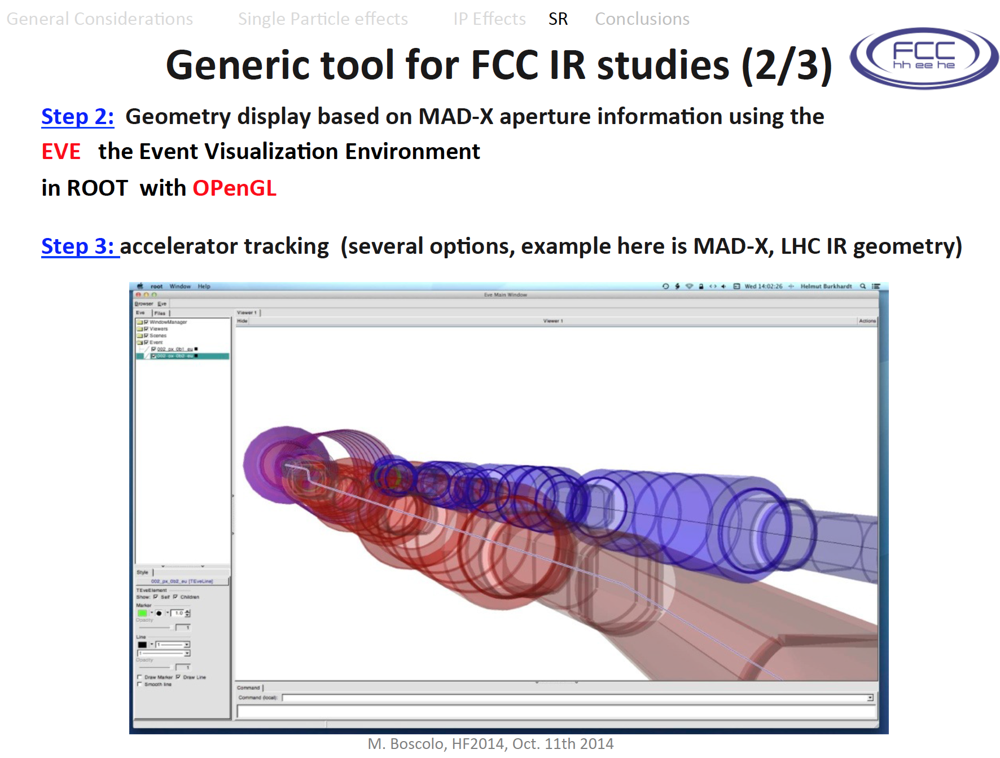 General Considerations Single Particle effects IP Effects SR Conclusions
Generic tool for FCC IR studies (2/3)
FCC
hh ee he
Step 2: Geometry display based on MAD-X aperture information using the
EVE the Event Visualization Environment
in ROOT with OPenGL
Step 3: accelerator tracking (several options, example here is MAD-X, LHC IR geometry)
root Window Help Wed 14:02:26 Helmut Burkhardt
Eve Main Window
Browser Eve
Eve Files Viewer 1
Hide Viewer 1 Actions
WindowManager
Viewers
Scenes
Event
002_px_0b1_eu
002_px_0b2_eu
Style
002_px_0b2_eu [TEveLine]
TEveElement
Show: Self Children
Marker
1.0
Opacity
1
Line
1
1
Opacity
1
Draw Marker Draw Line
Smooth line
Command
Command (local):
M. Boscolo, HF2014, Oct. 11th 2014